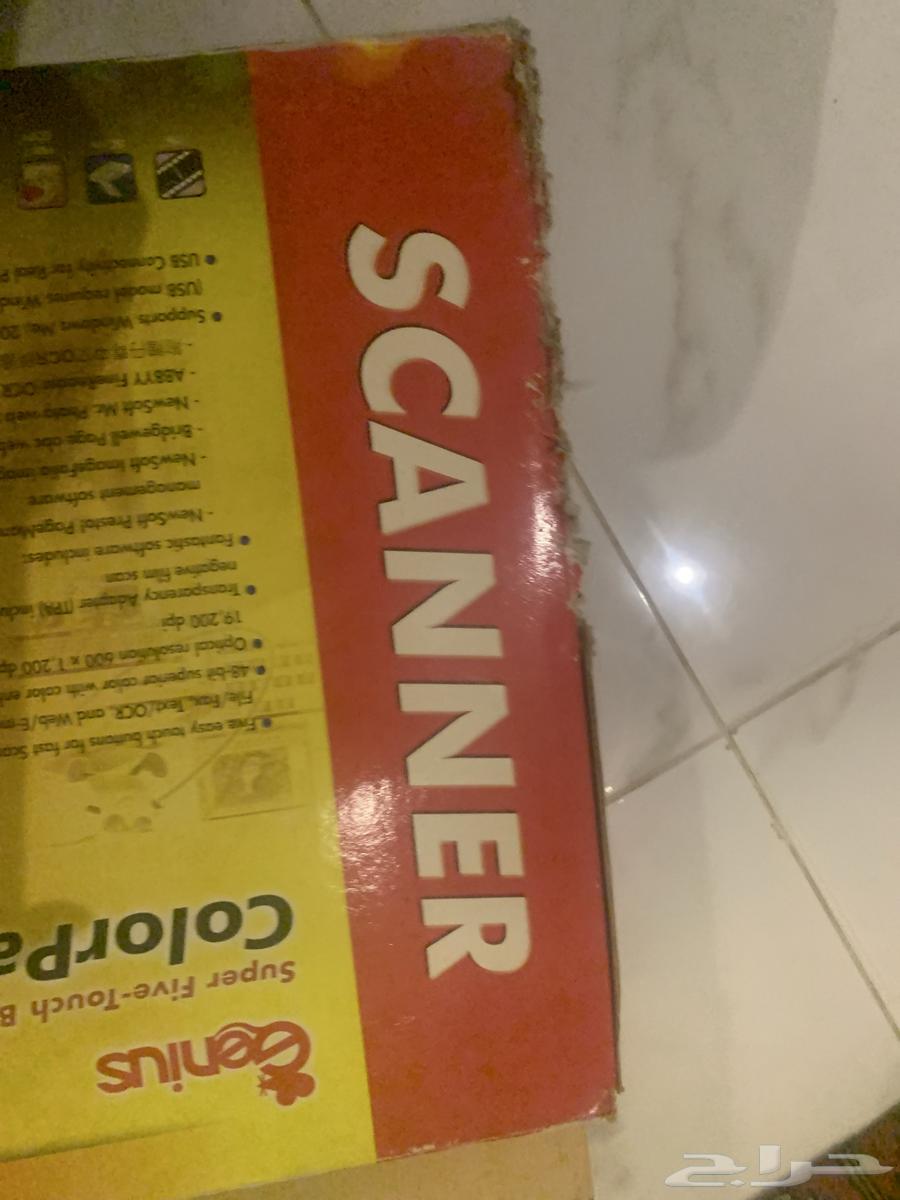 SCANNER
Genius
Super Five-Touch B
ColorPa
Five easy touch buttons for fast Scan
File/Fax, Text/OCR, and Web/E-m
48-bit superior color with color en
Optical resolution 600 x 1,200 dp
19,200 dpi
Transparency Adapter (TPA) inclu
negative film scan
Fantastic software includes:
- NewSoft Presto! PageMan
management software
- NewSoft ImageFolio imag
- Bridgewell Page abc web
- NewSoft Mr. Photo web
- ABBYY FineReader OCR
Supports Windows Me, 20
(USB model requires Wind
USB Connectivity for Real P
حراج